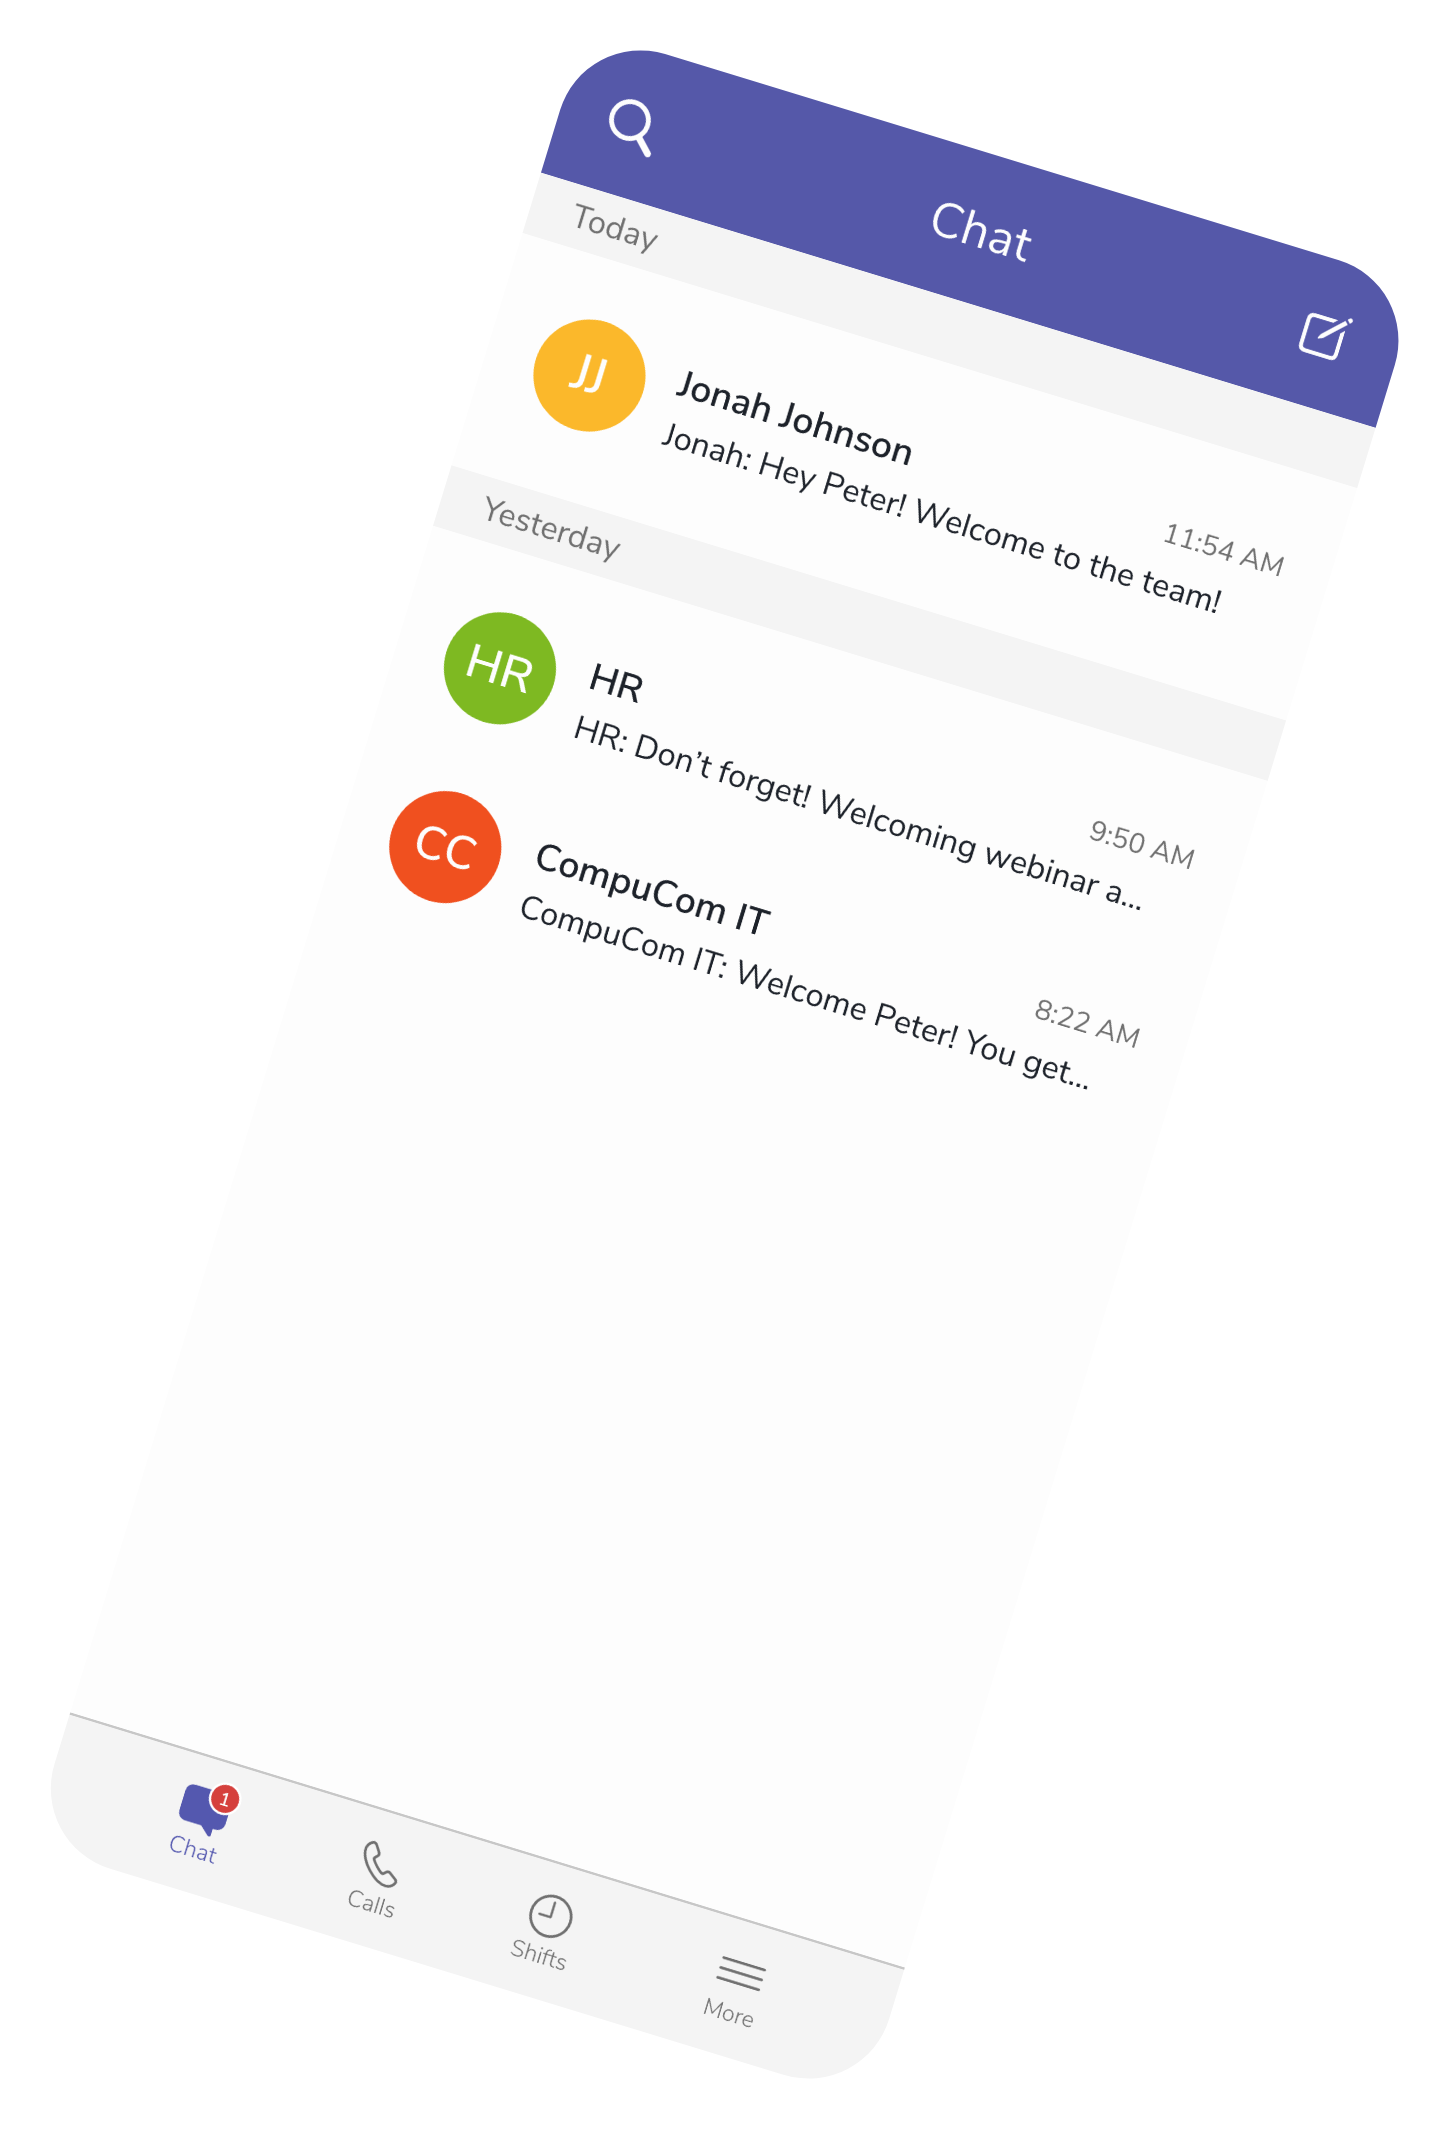 Chat
Today
JJ
Jonah Johnson
11:54 AM
Jonah: Hey Peter! Welcome to the team!
Yesterday
HR
HR
9:50 AM
HR: Don’t forget! Welcoming webinar a...
CC
CompuCom IT
8:22 AM
CompuCom IT: Welcome Peter! You get...
1
Chat
Calls
Shifts
More